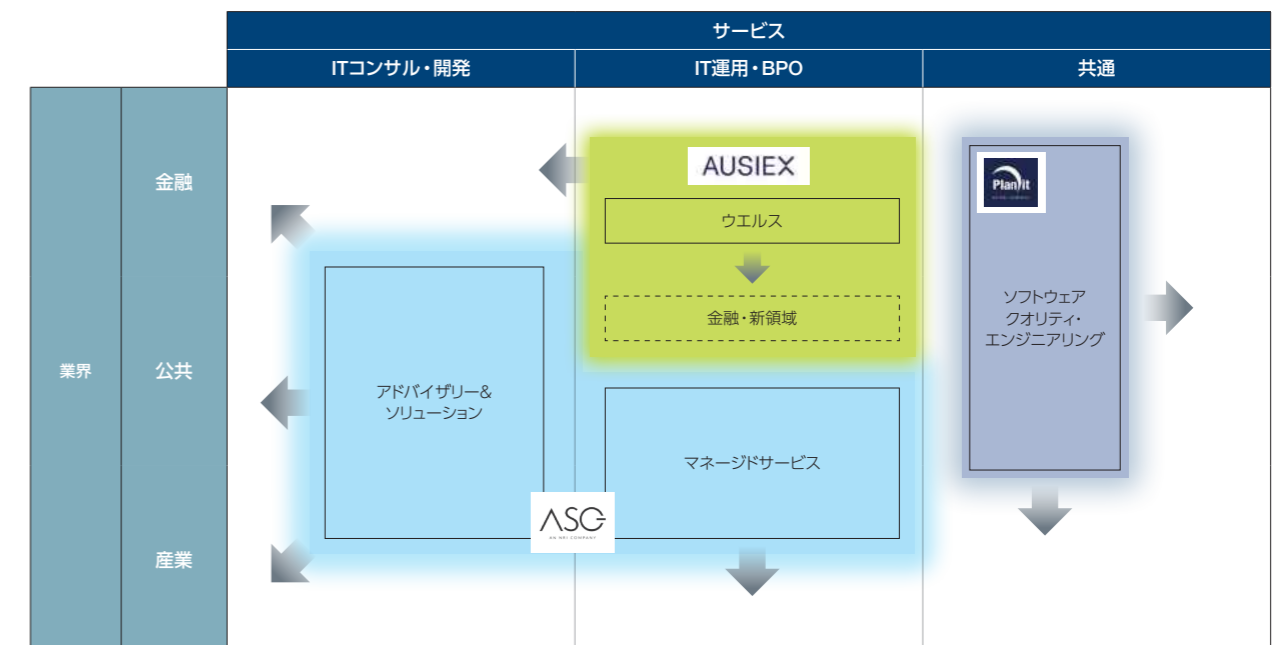 サービス
ITコンサル・開発
IT運用・BPO
共通
業界
金融
公共
産業
AUSIEX
ウエルス
金融・新領域
Planit
ソフトウェア
クオリティ・
エンジニアリング
アドバイザリー&
ソリューション
マネージドサービス
ASG
AN NRI COMPANY